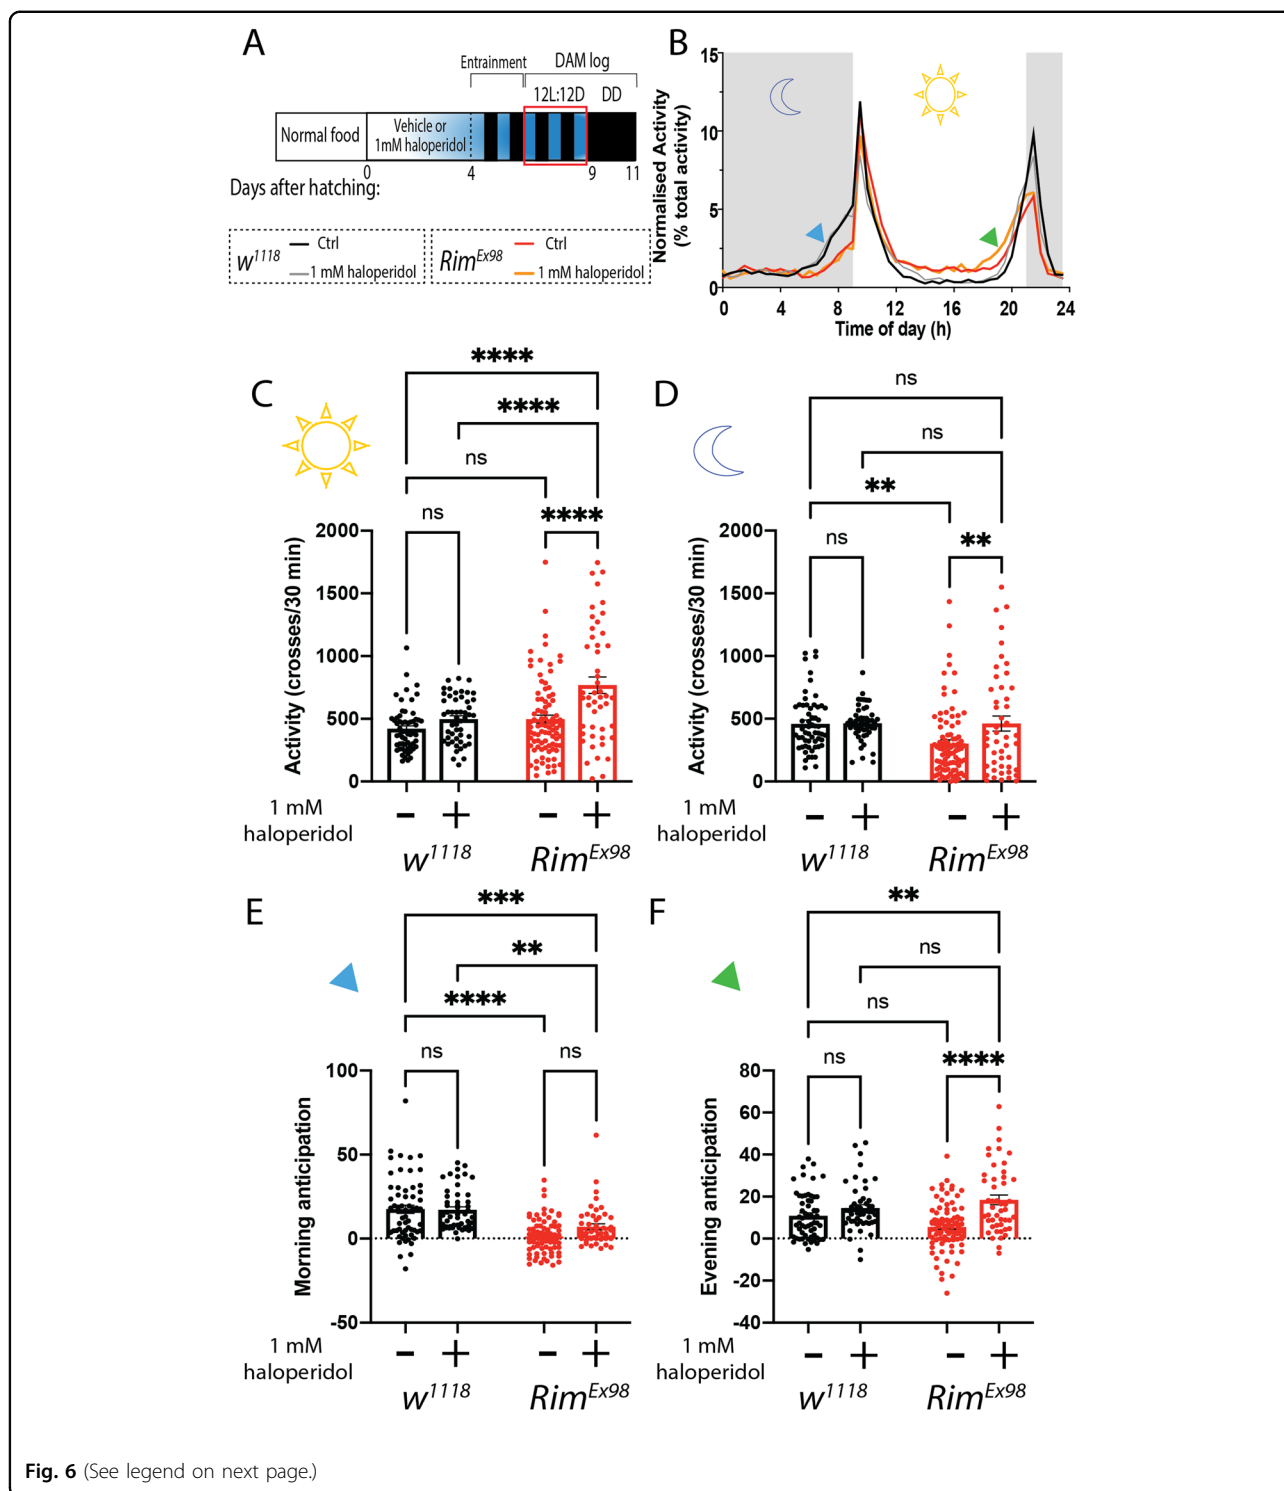 A
Entrainment
DAM log
12L:12D
DD
Normal food
Vehicle or
1mM haloperidol
0
4
9
11
Days after hatching:
w1118
Ctrl
1 mM haloperidol
RimEx98
Ctrl
1 mM haloperidol
B
Normalised Activity
(% total activity)
15
10
5
0
0
4
8
12
16
20
24
Time of day (h)
C
****
****
ns
ns
****
Activity (crosses/30 min)
2000
1500
1000
500
0
1 mM
haloperidol
- + - +
w1118
RimEx98
D
ns
ns
**
ns
**
Activity (crosses/30 min)
2000
1500
1000
500
0
1 mM
haloperidol
- + - +
w1118
RimEx98
E
***
**
****
ns
ns
Morning anticipation
100
50
0
-50
1 mM
haloperidol
- + - +
w1118
RimEx98
F
**
ns
ns
ns
****
Evening anticipation
80
60
40
20
0
-20
-40
1 mM
haloperidol
- + - +
w1118
RimEx98
Fig. 6 (See legend on next page.)